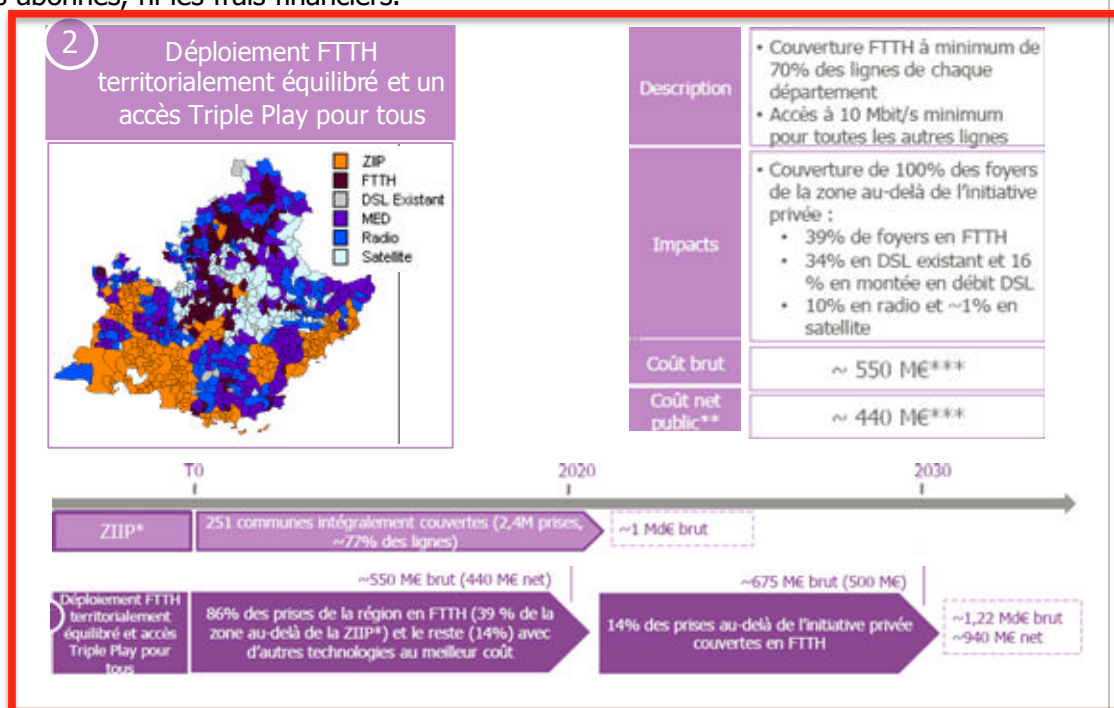 s abonnés, ni les frais financiers.
2
Déploiement FTTH
territorialement équilibré et un
accès Triple Play pour tous
ZIP
FTTH
DSL Existant
MED
Radio
Satellite
Description
• Couverture FTTH à minimum de
70% des lignes de chaque
département
• Accès à 10 Mbit/s minimum
pour toutes les autres lignes
Impacts
• Couverture de 100% des foyers
de la zone au-delà de l'initiative
privée :
• 39% de foyers en FTTH
• 34% en DSL existant et 16
% en montée en débit DSL
• 10% en radio et ~1% en
satellite
Coût brut
~ 550 M€***
Coût net
public**
~ 440 M€***
T0
2020
2030
ZIIP*
251 communes intégralement couvertes (2,4M prises,
~77% des lignes)
~1 Md€ brut
~550 M€ brut (440 M€ net)
~675 M€ brut (500 M€)
Déploiement FTTH
territorialement
équilibré et accès
Triple Play pour
tous
86% des prises de la région en FTTH (39 % de la
zone au-delà de la ZIIP*) et le reste (14%) avec
d'autres technologies au meilleur coût
14% des prises au-delà de l'initiative privée
couvertes en FTTH
~1,22 Md€ brut
~940 M€ net